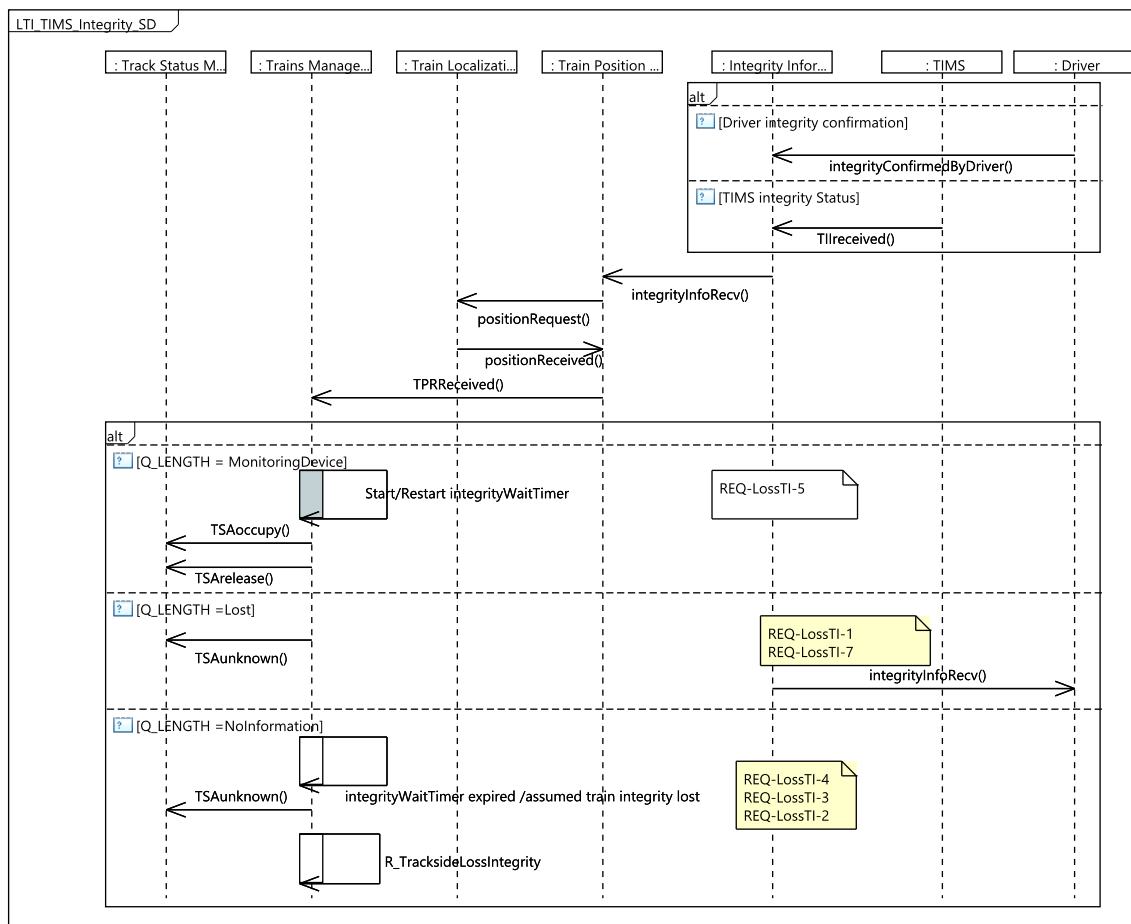 LTI_TIMS_Integrity_SD
: Track Status M...
: Trains Manage...
: Train Localizati...
: Train Position ...
: Integrity Infor...
: TIMS
: Driver
alt
? [Driver integrity confirmation]
integrityConfirmedByDriver()
? [TIMS integrity Status]
TIIreceived()
integrityInfoRecv()
positionRequest()
positionReceived()
TPRReceived()
alt
? [Q_LENGTH = MonitoringDevice]
Start/Restart integrityWaitTimer
REQ-LossTI-5
TSAoccupy()
TSArelease()
? [Q_LENGTH =Lost]
TSAunknown()
REQ-LossTI-1
REQ-LossTI-7
integrityInfoRecv()
? [Q_LENGTH =NoInformation]
integrityWaitTimer expired /assumed train integrity lost
TSAunknown()
REQ-LossTI-4
REQ-LossTI-3
REQ-LossTI-2
R_TracksideLossIntegrity